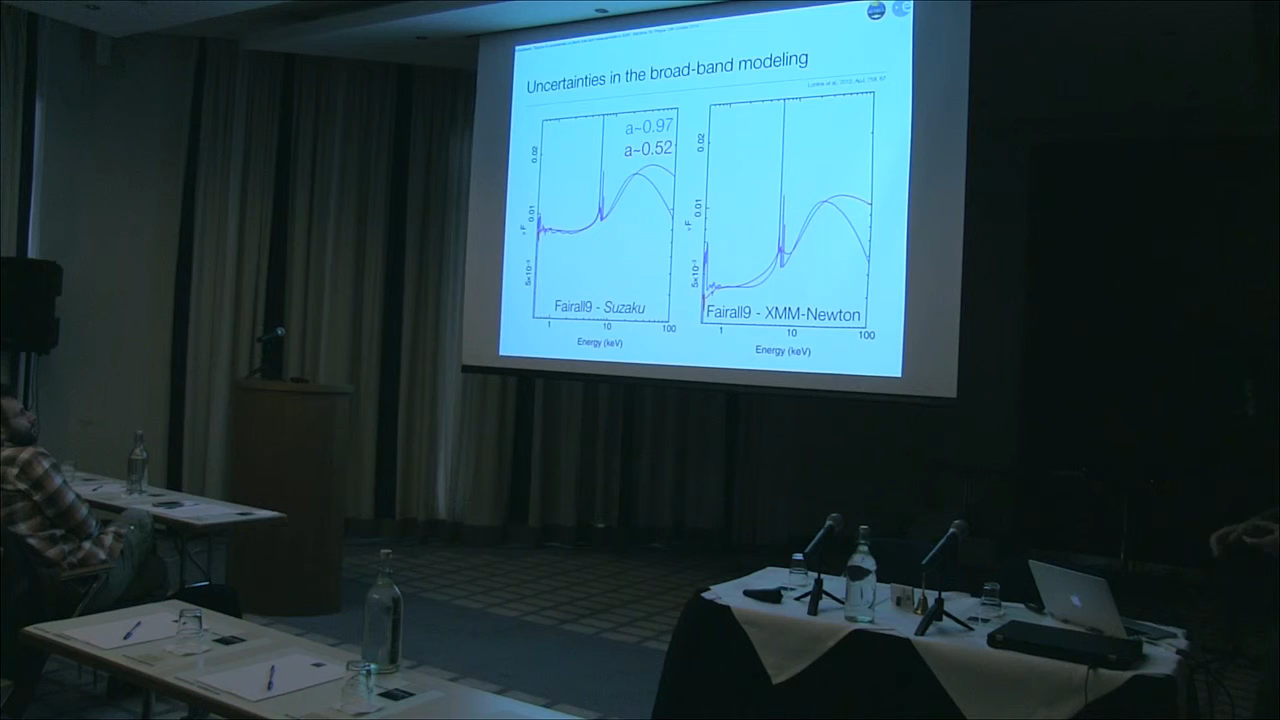 Uncertainties in the broad-band modeling
a~0.97
a~0.52
0.02
0.01
5×10⁻³
Fairall9 - Suzaku
1 10 100
Energy (keV)
0.02
0.01
5×10⁻³
Fairall9 - XMM-Newton
1 10 100
Energy (keV)